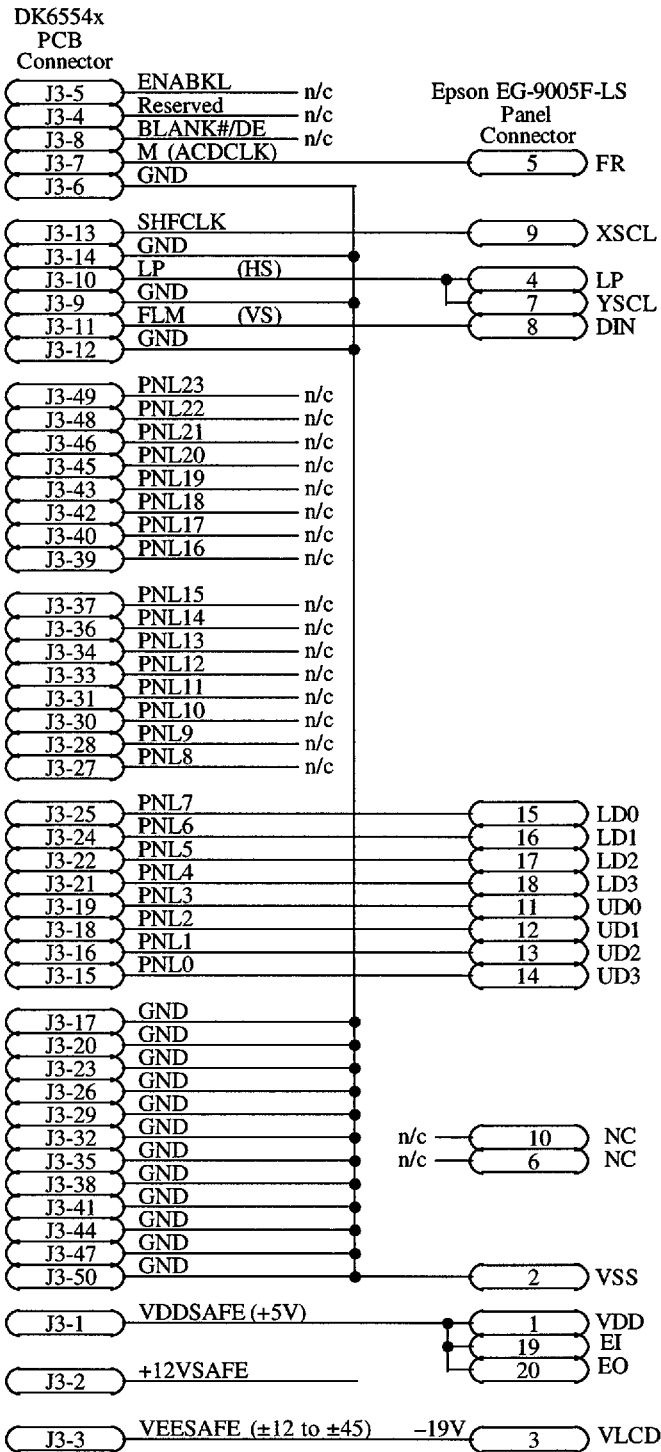 DK6554x
PCB
Connector
Epson EG-9005F-LS
Panel
Connector
J3-5 ENABKL n/c
J3-4 Reserved n/c
J3-8 BLANK#/DE n/c
J3-7 M (ACDCLK) 5 FR
J3-6 GND
J3-13 SHFCLK 9 XSCL
J3-14 GND
J3-10 LP (HS) 4 LP
J3-9 GND 7 YSCL
J3-11 FLM (VS) 8 DIN
J3-12 GND
J3-49 PNL23 n/c
J3-48 PNL22 n/c
J3-46 PNL21 n/c
J3-45 PNL20 n/c
J3-43 PNL19 n/c
J3-42 PNL18 n/c
J3-40 PNL17 n/c
J3-39 PNL16 n/c
J3-37 PNL15 n/c
J3-36 PNL14 n/c
J3-34 PNL13 n/c
J3-33 PNL12 n/c
J3-31 PNL11 n/c
J3-30 PNL10 n/c
J3-28 PNL9 n/c
J3-27 PNL8 n/c
J3-25 PNL7 15 LD0
J3-24 PNL6 16 LD1
J3-22 PNL5 17 LD2
J3-21 PNL4 18 LD3
J3-19 PNL3 11 UD0
J3-18 PNL2 12 UD1
J3-16 PNL1 13 UD2
J3-15 PNL0 14 UD3
J3-17 GND
J3-20 GND
J3-23 GND
J3-26 GND
J3-29 GND
J3-32 GND n/c 10 NC
J3-35 GND n/c 6 NC
J3-38 GND
J3-41 GND
J3-44 GND
J3-47 GND
J3-50 GND 2 VSS
J3-1 VDDSAFE (+5V) 1 VDD
19 EI
20 EO
J3-2 +12VSAFE
J3-3 VEESAFE (±12 to ±45) −19V 3 VLCD